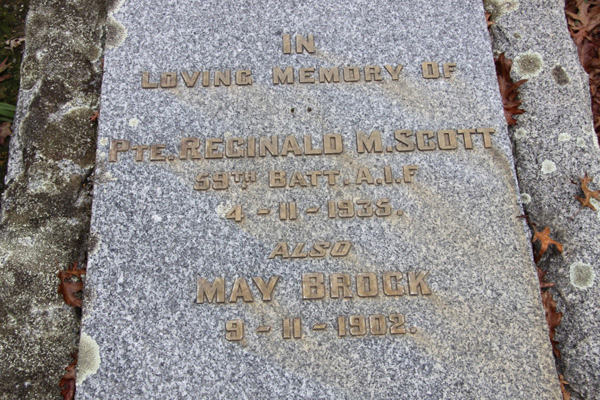 IN
LOVING MEMORY OF
PTE. REGINALD M. SCOTT
59TH BATT. A.I.F
4 - 11 - 1935.
ALSO
MAY BROCK
9 - 11 - 1902.